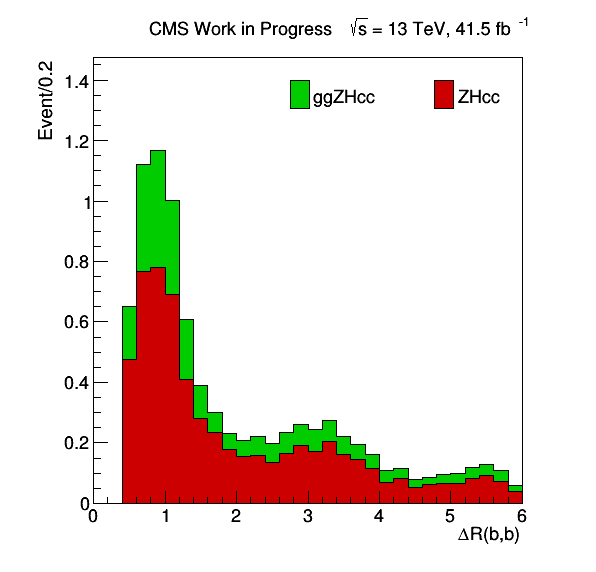 CMS Work in Progress √s = 13 TeV, 41.5 fb⁻¹
Event/0.2
ggZHcc ZHcc
1.4
1.2
1
0.8
0.6
0.4
0.2
0
0 1 2 3 4 5 6
ΔR(b,b)